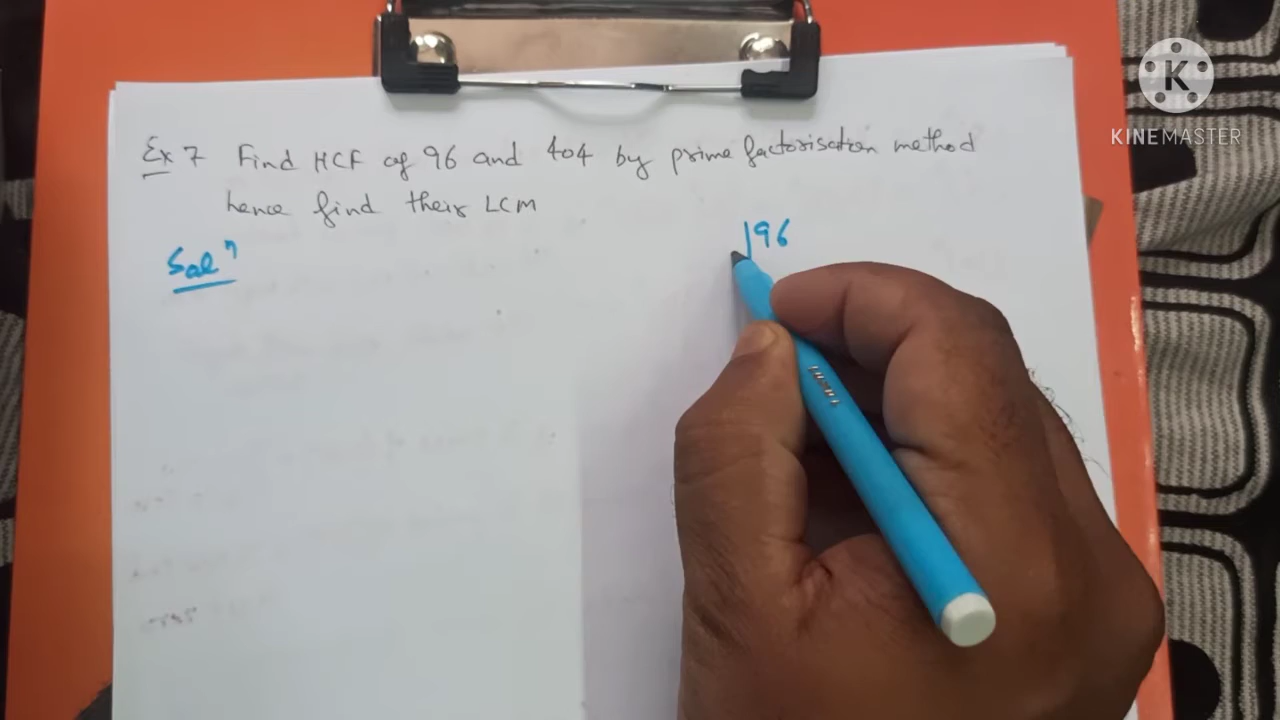 Ex 7 Find HCF of 96 and 404 by prime factorisation method
hence find their LCM
Solⁿ
96
K
KINEMASTER